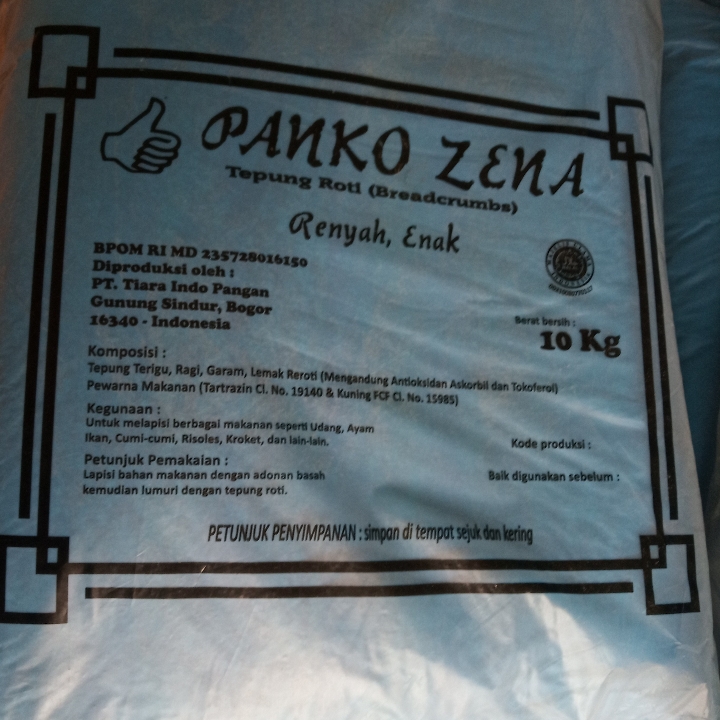 PANKO ZENA
Tepung Roti (Breadcrumbs)
Renyah, Enak
BPOM RI MD 235728016150
Diproduksi oleh :
PT. Tiara Indo Pangan
Gunung Sindur, Bogor
16340 - Indonesia
Berat bersih :
10 Kg
Komposisi :
Tepung Terigu, Ragi, Garam, Lemak Reroti (Mengandung Antioksidan Askorbil dan Tokoferol)
Pewarna Makanan (Tartrazin CI. No. 19140 & Kuning FCF CI. No. 15985)
Kegunaan :
Untuk melapisi berbagai makanan seperti Udang, Ayam
Ikan, Cumi-cumi, Risoles, Kroket, dan lain-lain.
Kode produksi :
Petunjuk Pemakaian :
Lapisi bahan makanan dengan adonan basah
kemudian lumuri dengan tepung roti.
Baik digunakan sebelum :
PETUNJUK PENYIMPANAN : simpan di tempat sejuk dan kering